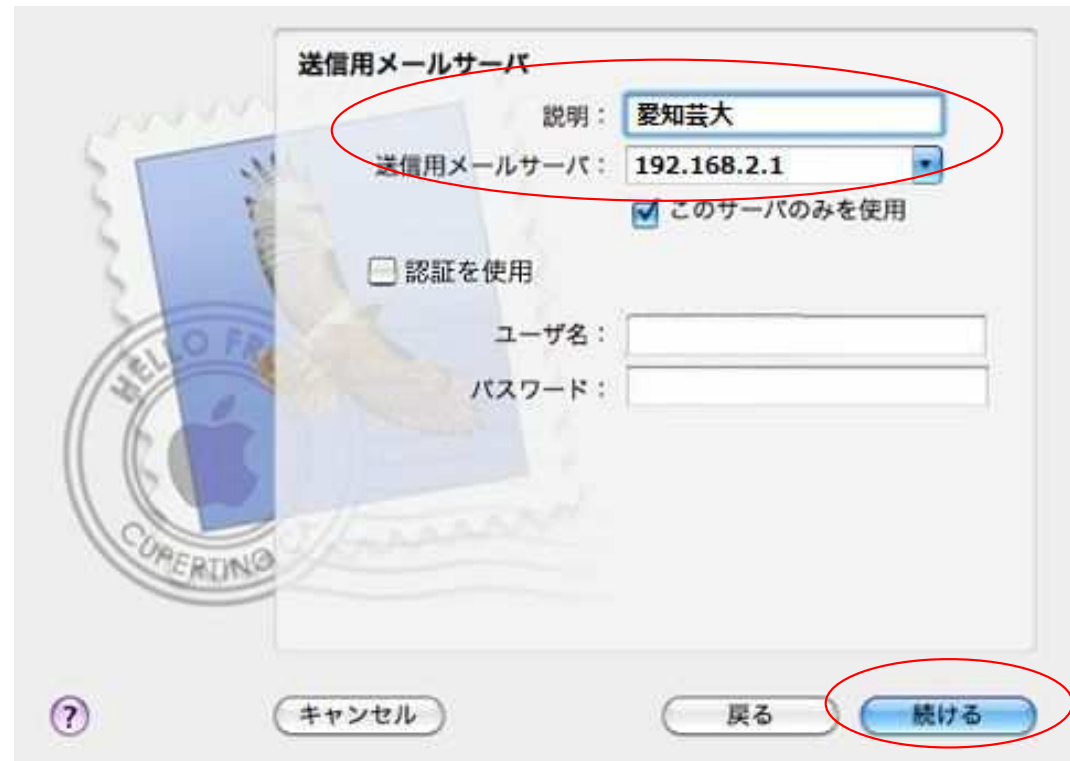 送信用メールサーバ
説明：愛知芸大
送信用メールサーバ：192.168.2.1
このサーバのみを使用
認証を使用
ユーザ名：
パスワード：
HELLO FR
CUPERTINO
? キャンセル 戻る 続ける